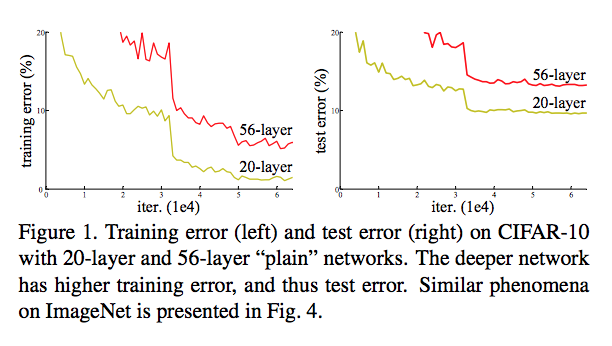 20
10
0
0 1 2 3 4 5 6
training error (%)
iter. (1e4)
56-layer
20-layer
20
10
0
0 1 2 3 4 5 6
test error (%)
iter. (1e4)
56-layer
20-layer
Figure 1. Training error (left) and test error (right) on CIFAR-10
with 20-layer and 56-layer “plain” networks. The deeper network
has higher training error, and thus test error. Similar phenomena
on ImageNet is presented in Fig. 4.